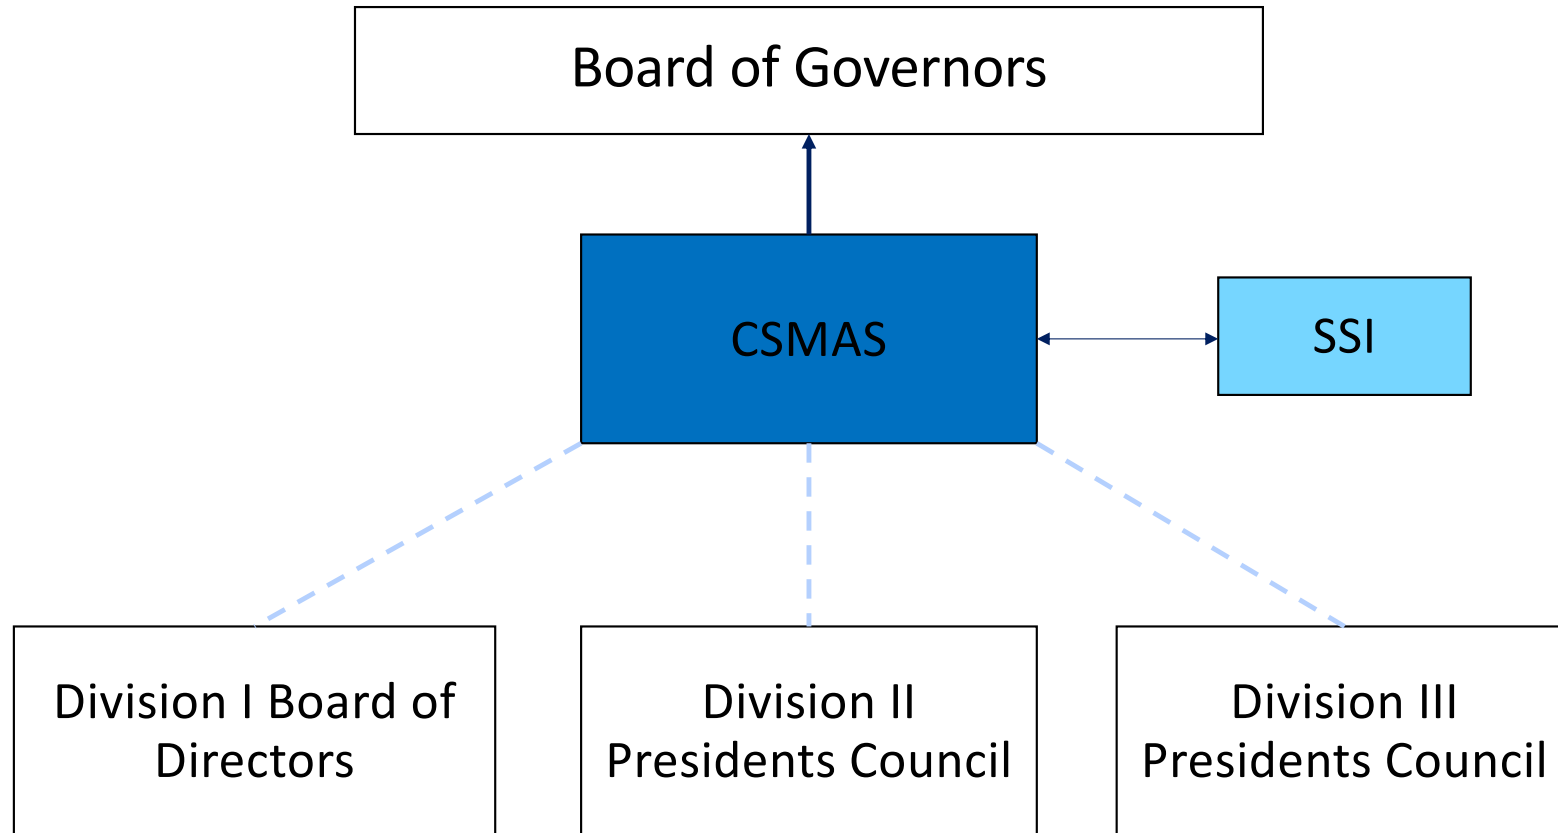 Board of Governors
CSMAS
SSI
Division I Board of
Directors
Division II
Presidents Council
Division III
Presidents Council